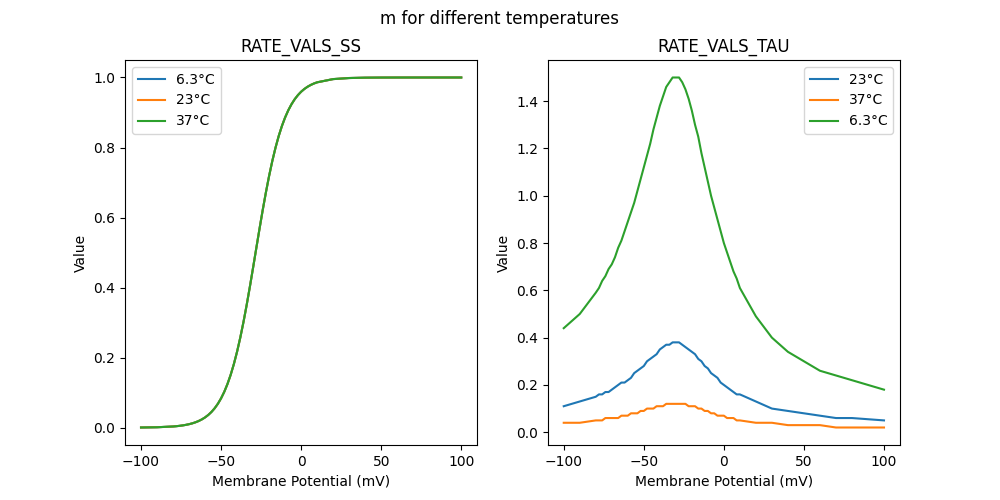 m for different temperatures
RATE_VALS_SS
6.3°C
23°C
37°C
1.0
0.8
0.6
0.4
0.2
0.0
Value
−100
−50
0
50
100
Membrane Potential (mV)
RATE_VALS_TAU
23°C
37°C
6.3°C
1.4
1.2
1.0
0.8
0.6
0.4
0.2
0.0
Value
−100
−50
0
50
100
Membrane Potential (mV)